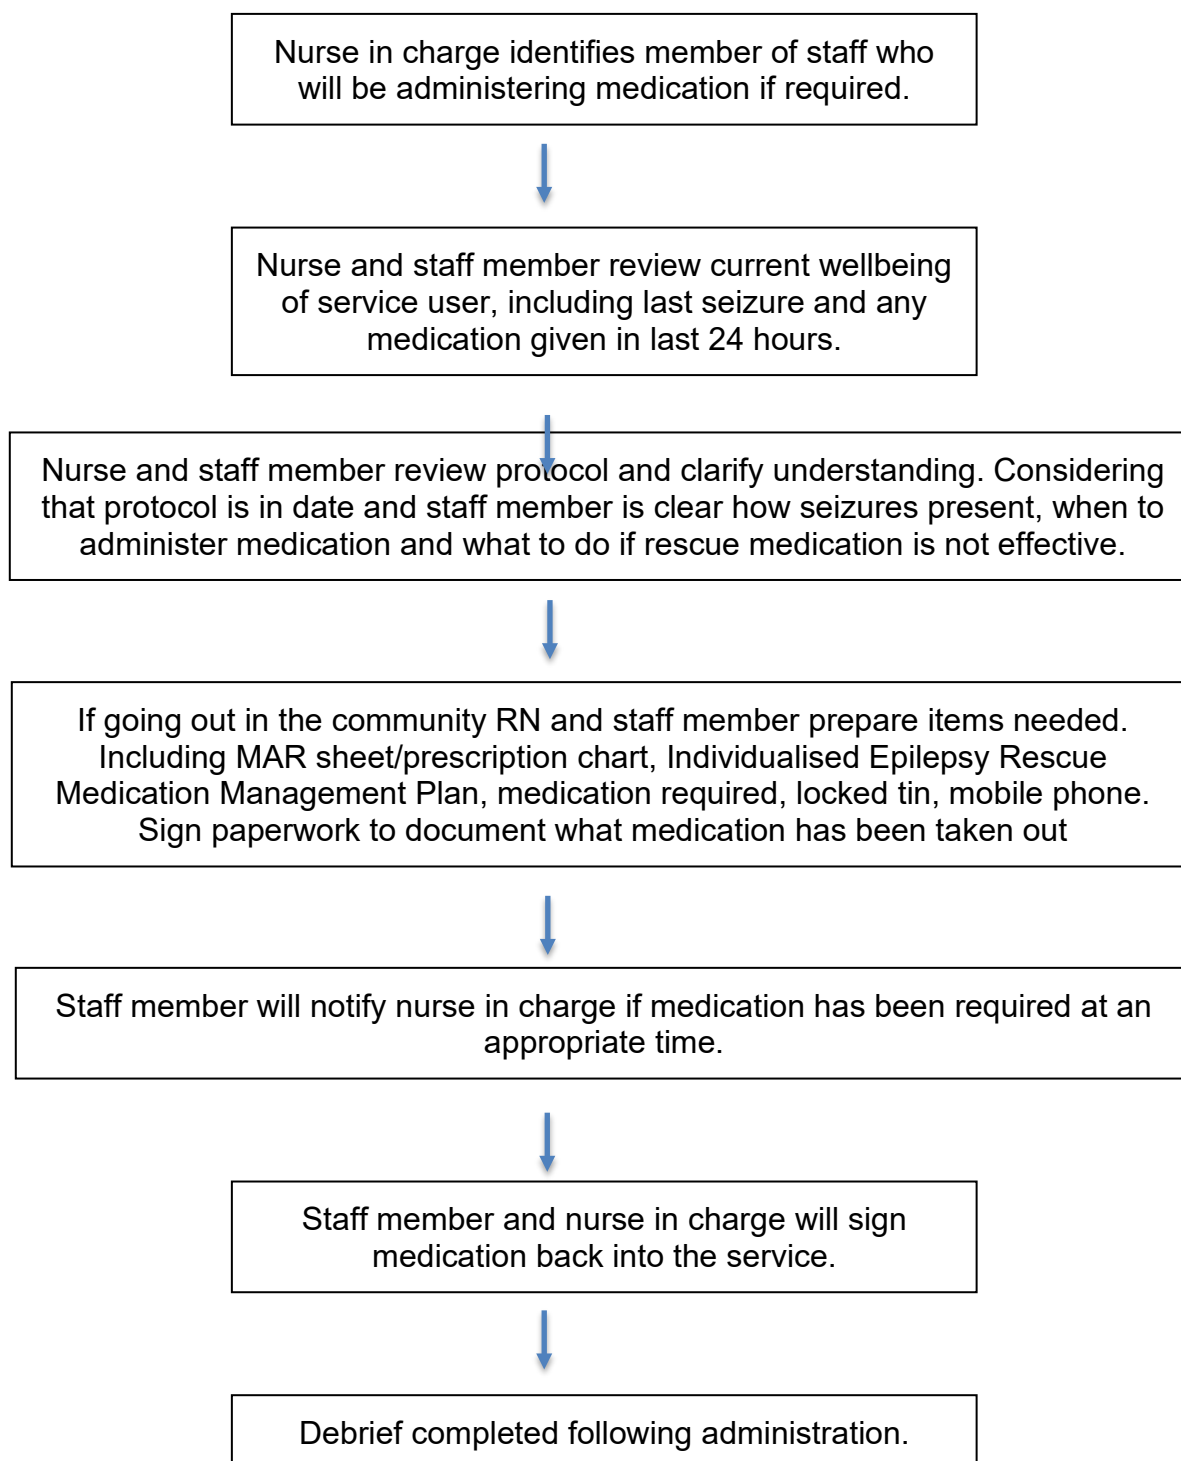 Nurse in charge identifies member of staff who
will be administering medication if required.
Nurse and staff member review current wellbeing
of service user, including last seizure and any
medication given in last 24 hours.
Nurse and staff member review protocol and clarify understanding. Considering
that protocol is in date and staff member is clear how seizures present, when to
administer medication and what to do if rescue medication is not effective.
If going out in the community RN and staff member prepare items needed.
Including MAR sheet/prescription chart, Individualised Epilepsy Rescue
Medication Management Plan, medication required, locked tin, mobile phone.
Sign paperwork to document what medication has been taken out
Staff member will notify nurse in charge if medication has been required at an
appropriate time.
Staff member and nurse in charge will sign
medication back into the service.
Debrief completed following administration.